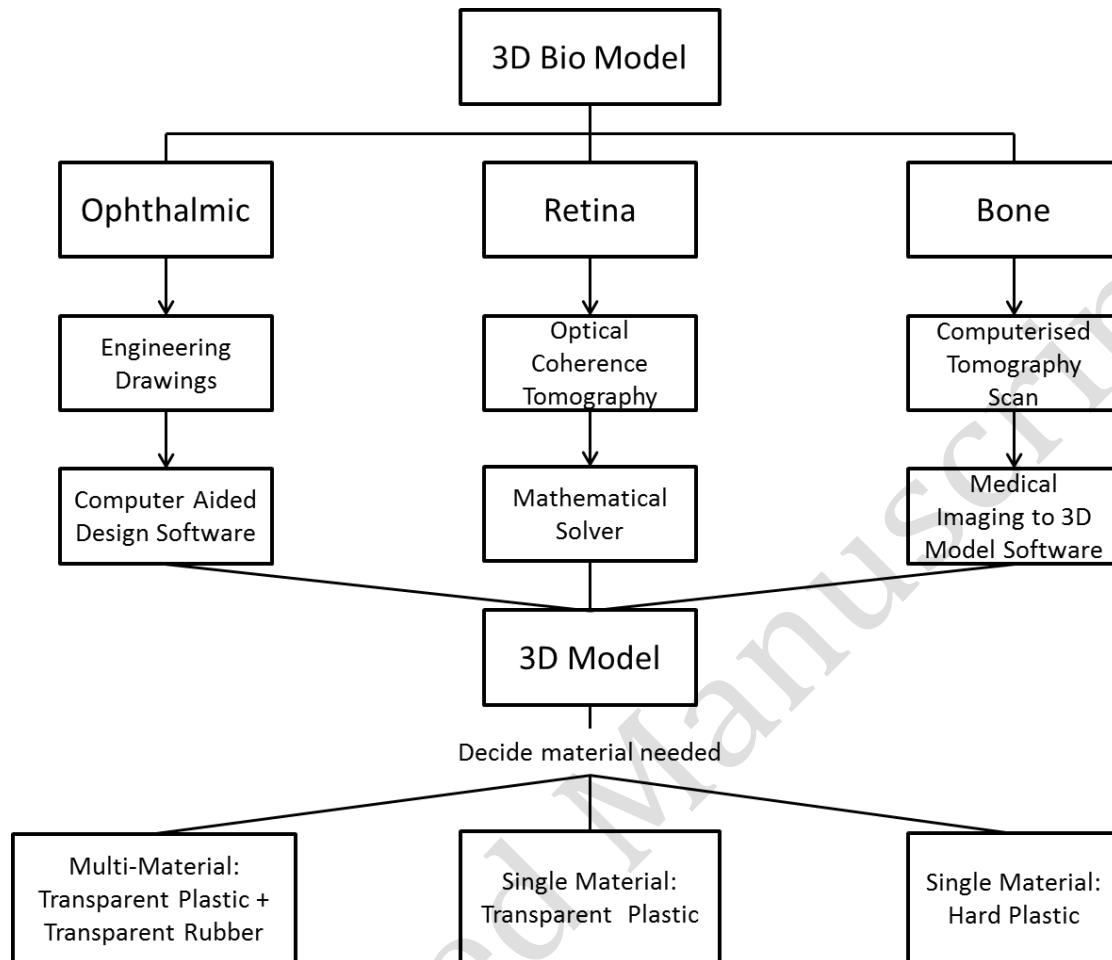 3D Bio Model
Ophthalmic
Retina
Bone
Engineering
Drawings
Optical
Coherence
Tomography
Computerised
Tomography
Scan
Computer Aided
Design Software
Mathematical
Solver
Medical
Imaging to 3D
Model Software
3D Model
Decide material needed
Multi-Material:
Transparent Plastic +
Transparent Rubber
Single Material:
Transparent Plastic
Single Material:
Hard Plastic
ed Manuscrip